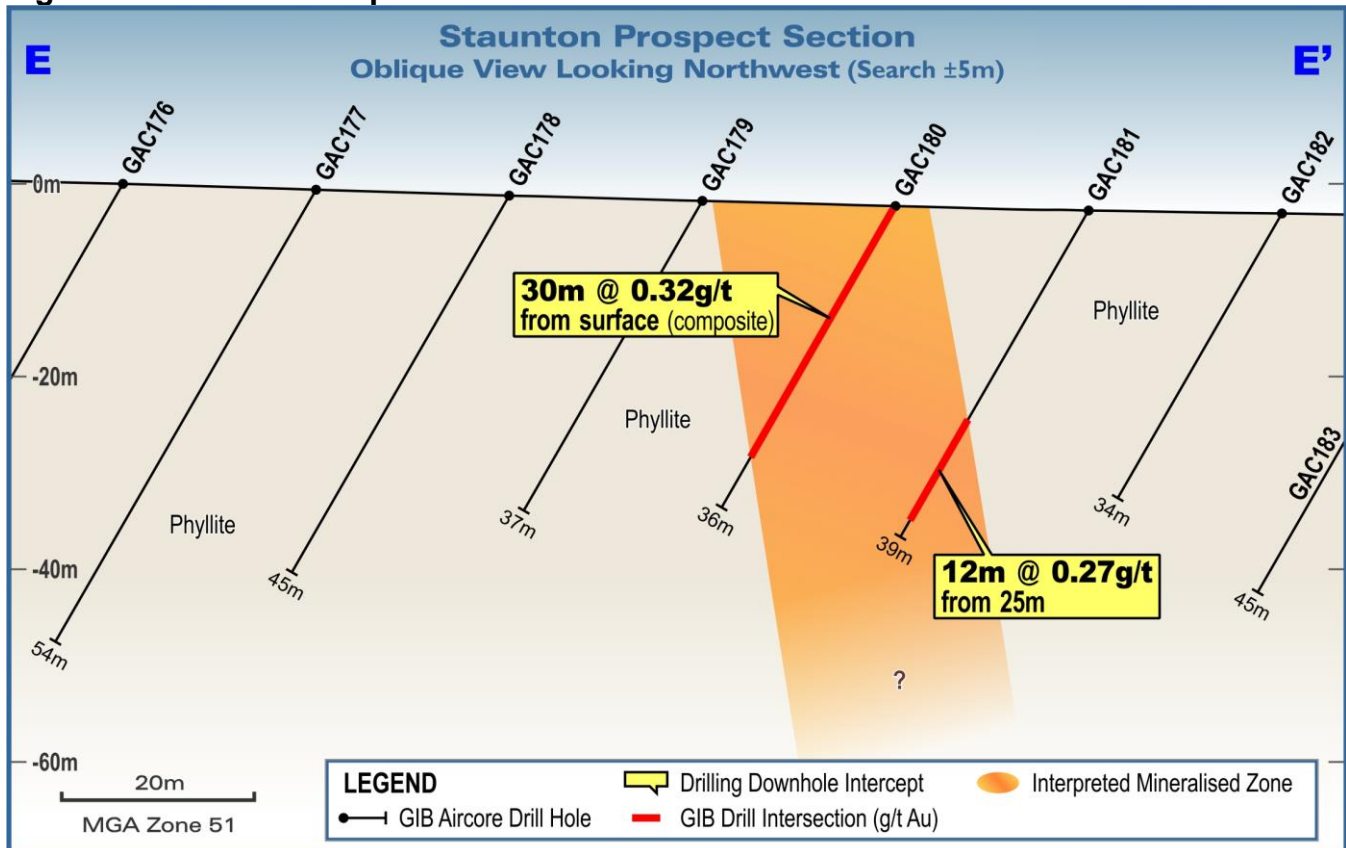 Staunton Prospect Section
Oblique View Looking Northwest (Search ±5m)
E
E’
GAC176
GAC177
GAC178
GAC179
GAC180
GAC181
GAC182
0m
30m @ 0.32g/t
from surface (composite)
Phyllite
-20m
Phyllite
GAC183
Phyllite
37m
36m
39m
34m
-40m
45m
12m @ 0.27g/t
from 25m
45m
54m
?
-60m
20m
MGA Zone 51
LEGEND
Drilling Downhole Intercept
Interpreted Mineralised Zone
GIB Aircore Drill Hole
GIB Drill Intersection (g/t Au)